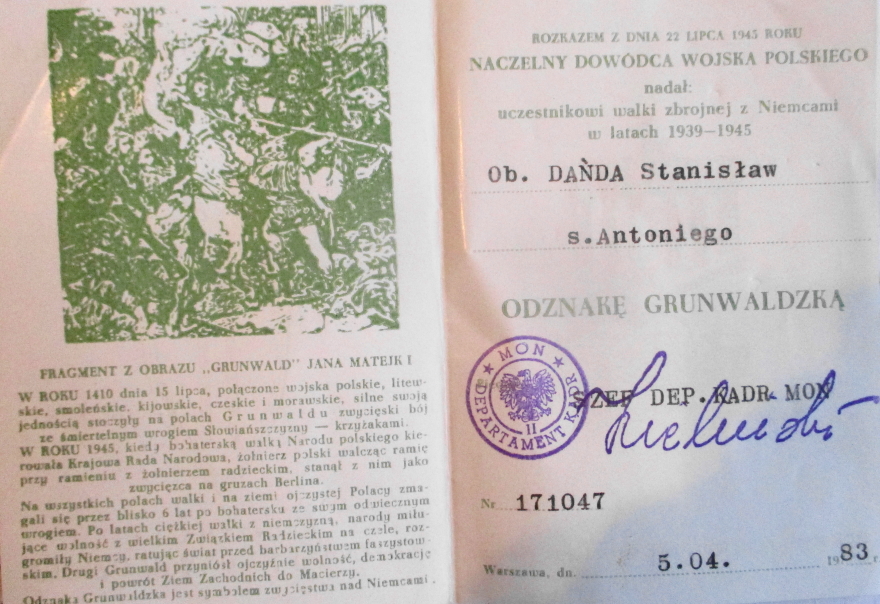 FRAGMENT Z OBRAZU „GRUNWALD" JANA MATEJKI
W ROKU 1410 dnia 15 lipca, połączone wojska polskie, litew-
skie, smoleńskie, kijowskie, czeskie i morawskie, silne swoją
jednością stoczyły na polach Grunwaldu zwycięski bój
ze śmiertelnym wrogiem Słowiańszczyzny — krzyżakami.
W ROKU 1945, kiedy bohaterską walką Narodu polskiego kie-
rowała Krajowa Rada Narodowa, żołnierz polski walcząc ramię
przy ramieniu z żołnierzem radzieckim, stanął z nim jako
zwycięzca na gruzach Berlina.
Na wszystkich polach walki i na ziemi ojczystej Polacy zma-
gali się przez blisko 6 lat po bohatersku ze swym odwiecznym
wrogiem. Po latach ciężkiej walki z niemczyzną, narody miłu-
jące wolność z wielkim Związkiem Radzieckim na czele, roz-
gromiły Niemcy, ratując świat przed barbarzyństwem faszystow-
skim. Drugi Grunwald przyniósł ojczyźnie wolność, demokrację
i powrót Ziem Zachodnich do Macierzy.
Odznaka Grunwaldzka jest symbolem zwycięstwa nad Niemcami.
ROZKAZEM Z DNIA 22 LIPCA 1945 ROKU
NACZELNY DOWÓDCA WOJSKA POLSKIEGO
nadał:
uczestnikowi walki zbrojnej z Niemcami
w latach 1939—1945
Ob. DAŃDA Stanisław
s.Antoniego
ODZNAKĘ GRUNWALDZKĄ
MON
DEPARTAMENT KADR
II
SZEF DEP.KADR MON
Nr 171047
Warszawa, dn. 5.04. 1983 r.